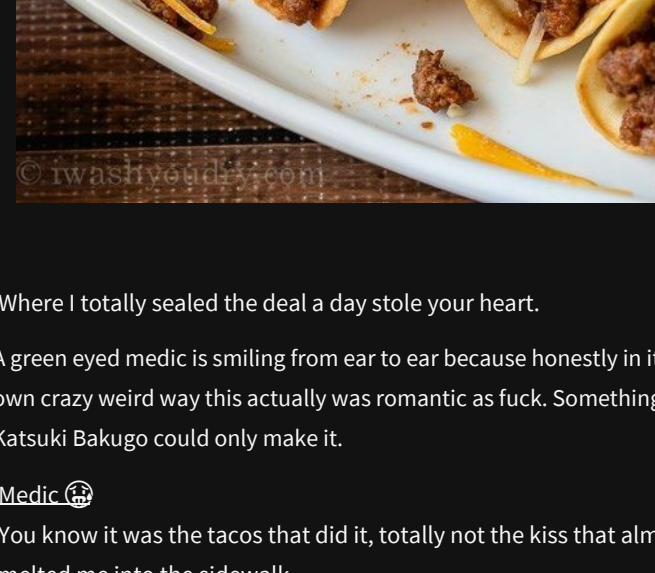 © iwashyoudry.com
Where I totally sealed the deal a day stole your heart.
A green eyed medic is smiling from ear to ear because honestly in it
own crazy weird way this actually was romantic as fuck. Something
Katsuki Bakugo could only make it.
Medic 🤮
You know it was the tacos that did it, totally not the kiss that alm
melted me into the sidewalk